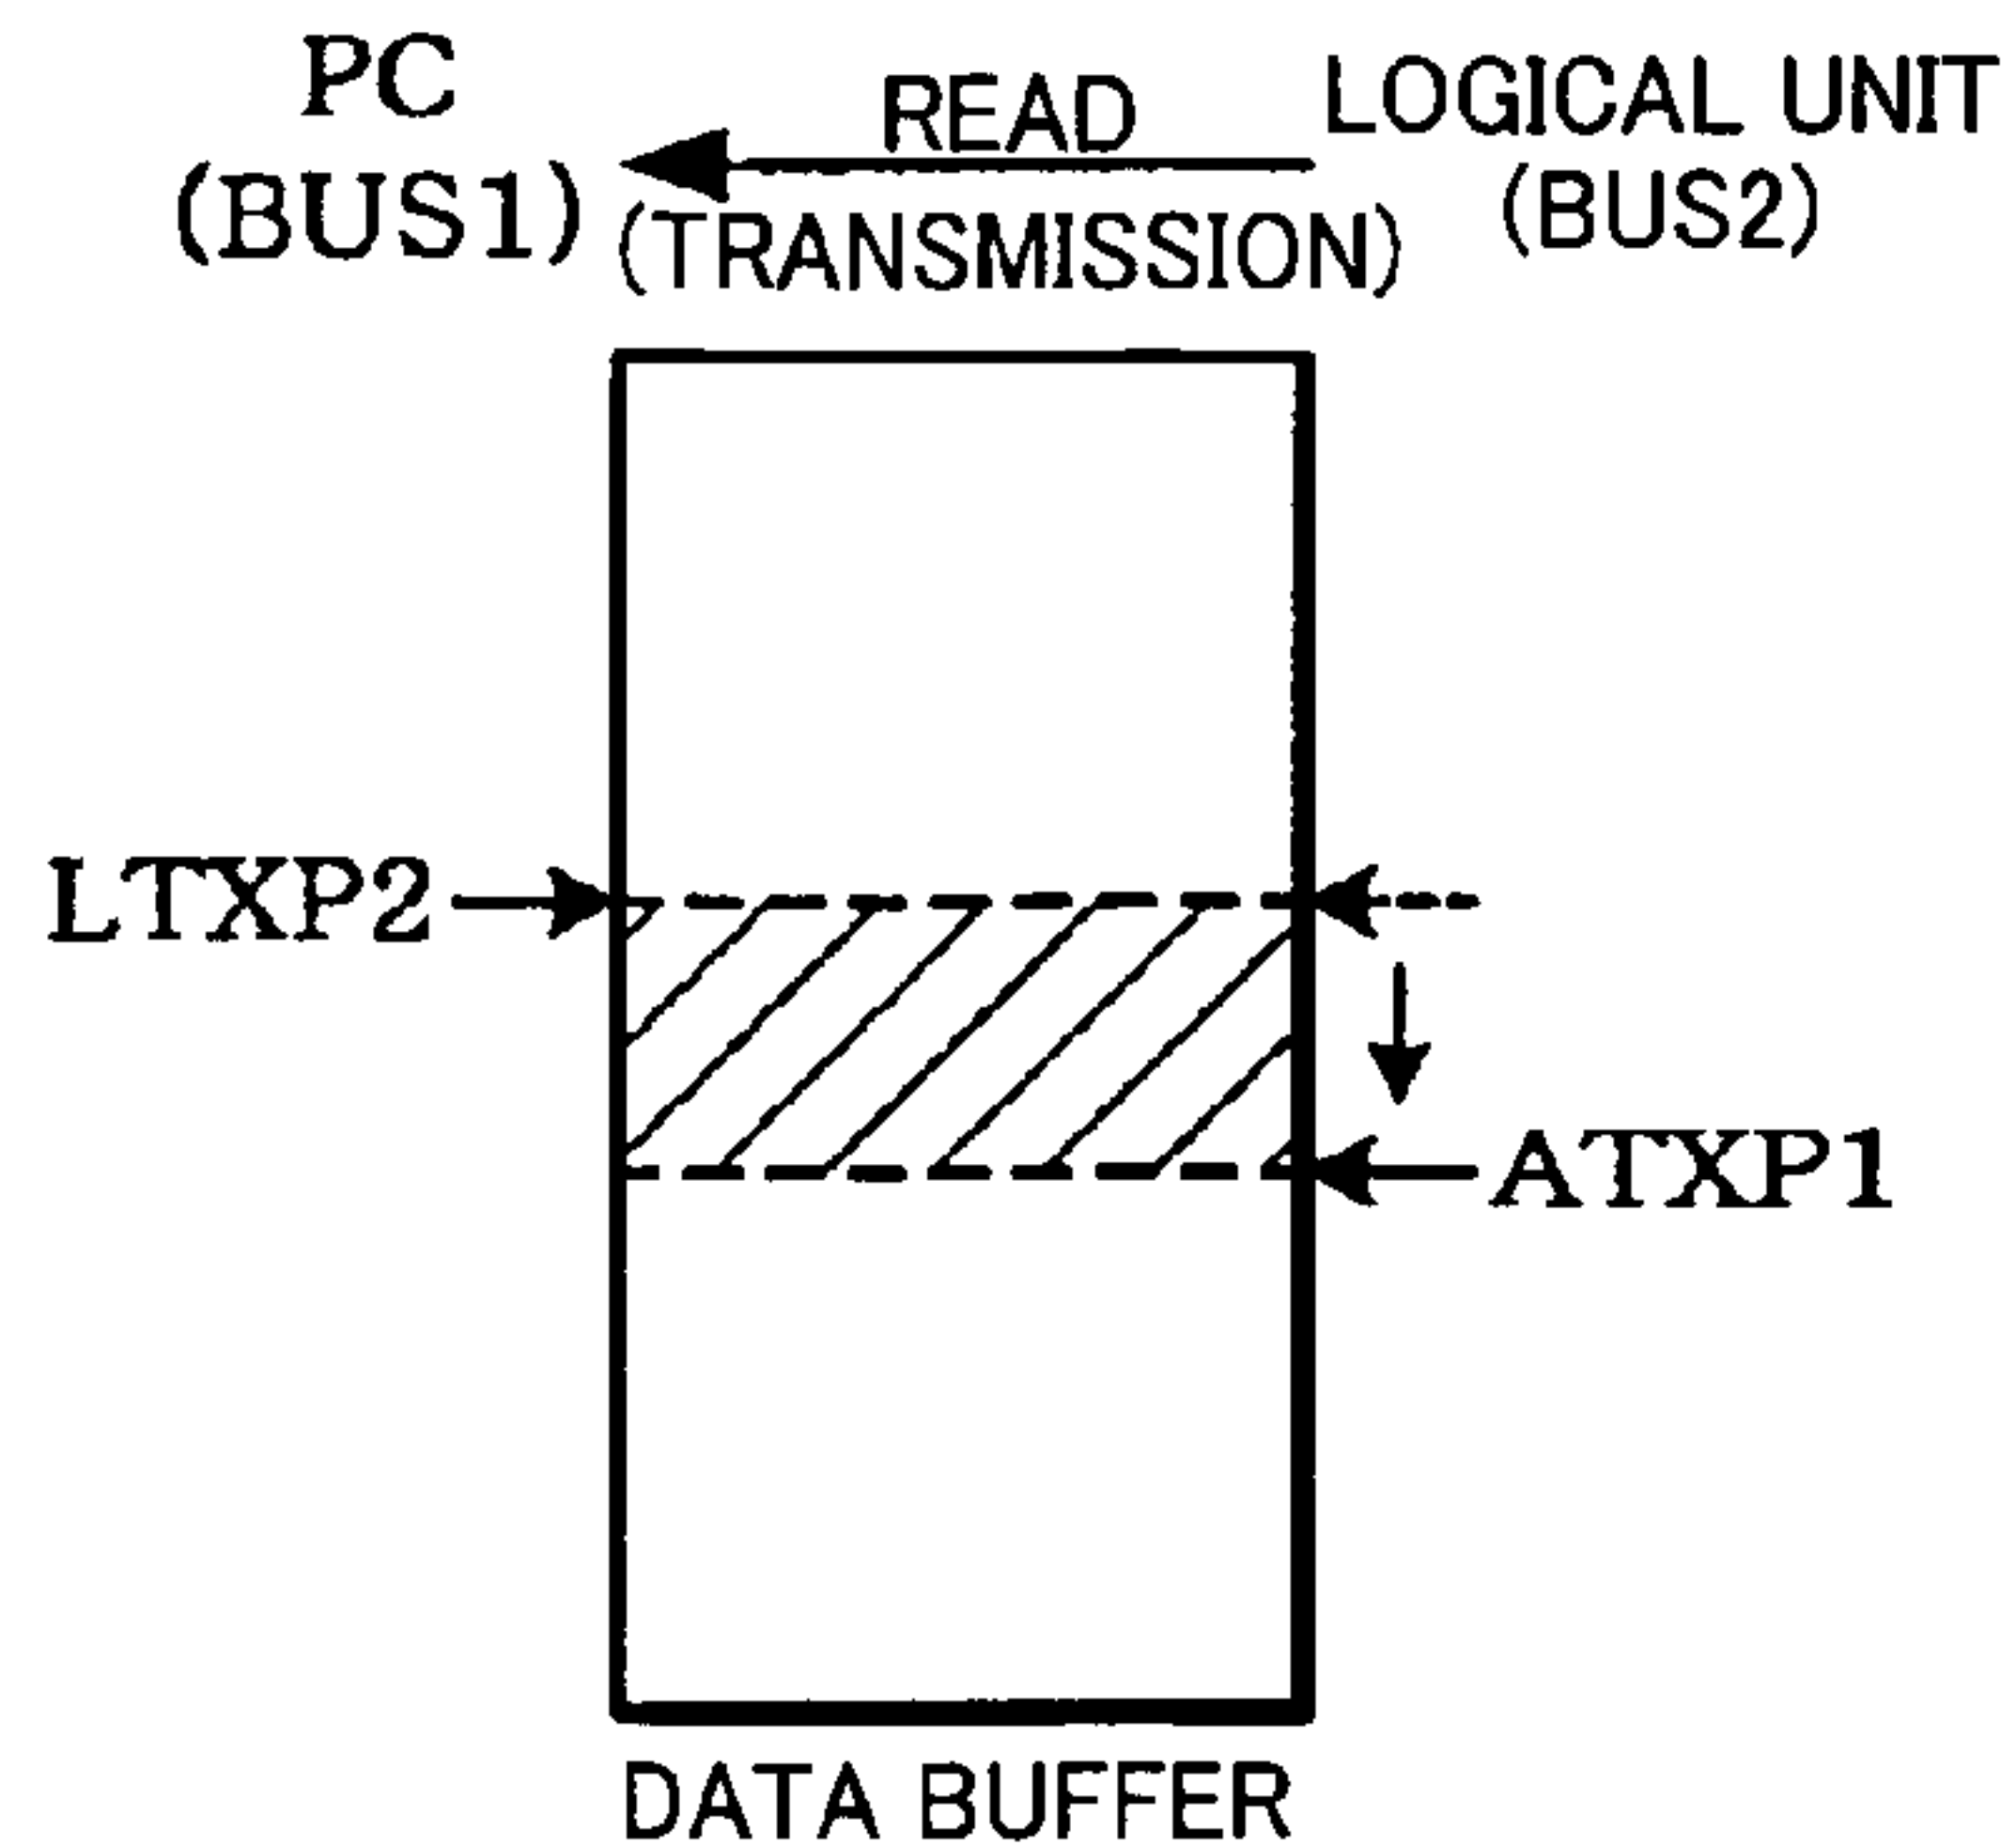 PC
(BUS1)
READ
(TRANSMISSION)
LOGICAL UNIT
(BUS2)
LTXP2
ATXP1
DATA BUFFER